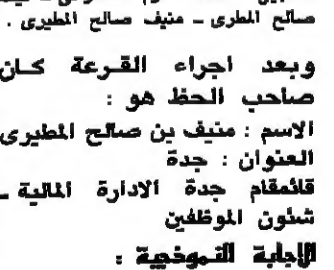 صالح المطرى ـ منيف صالح المطيرى .
وبعد اجراء القرعة كان
صاحب الحظ هو :
الاسم : منيف بن صالح المطيرى
العنوان : جدة
قائمقام جدة الادارة المالية ـ
شئون الموظفين
الإجابة النموذجية :